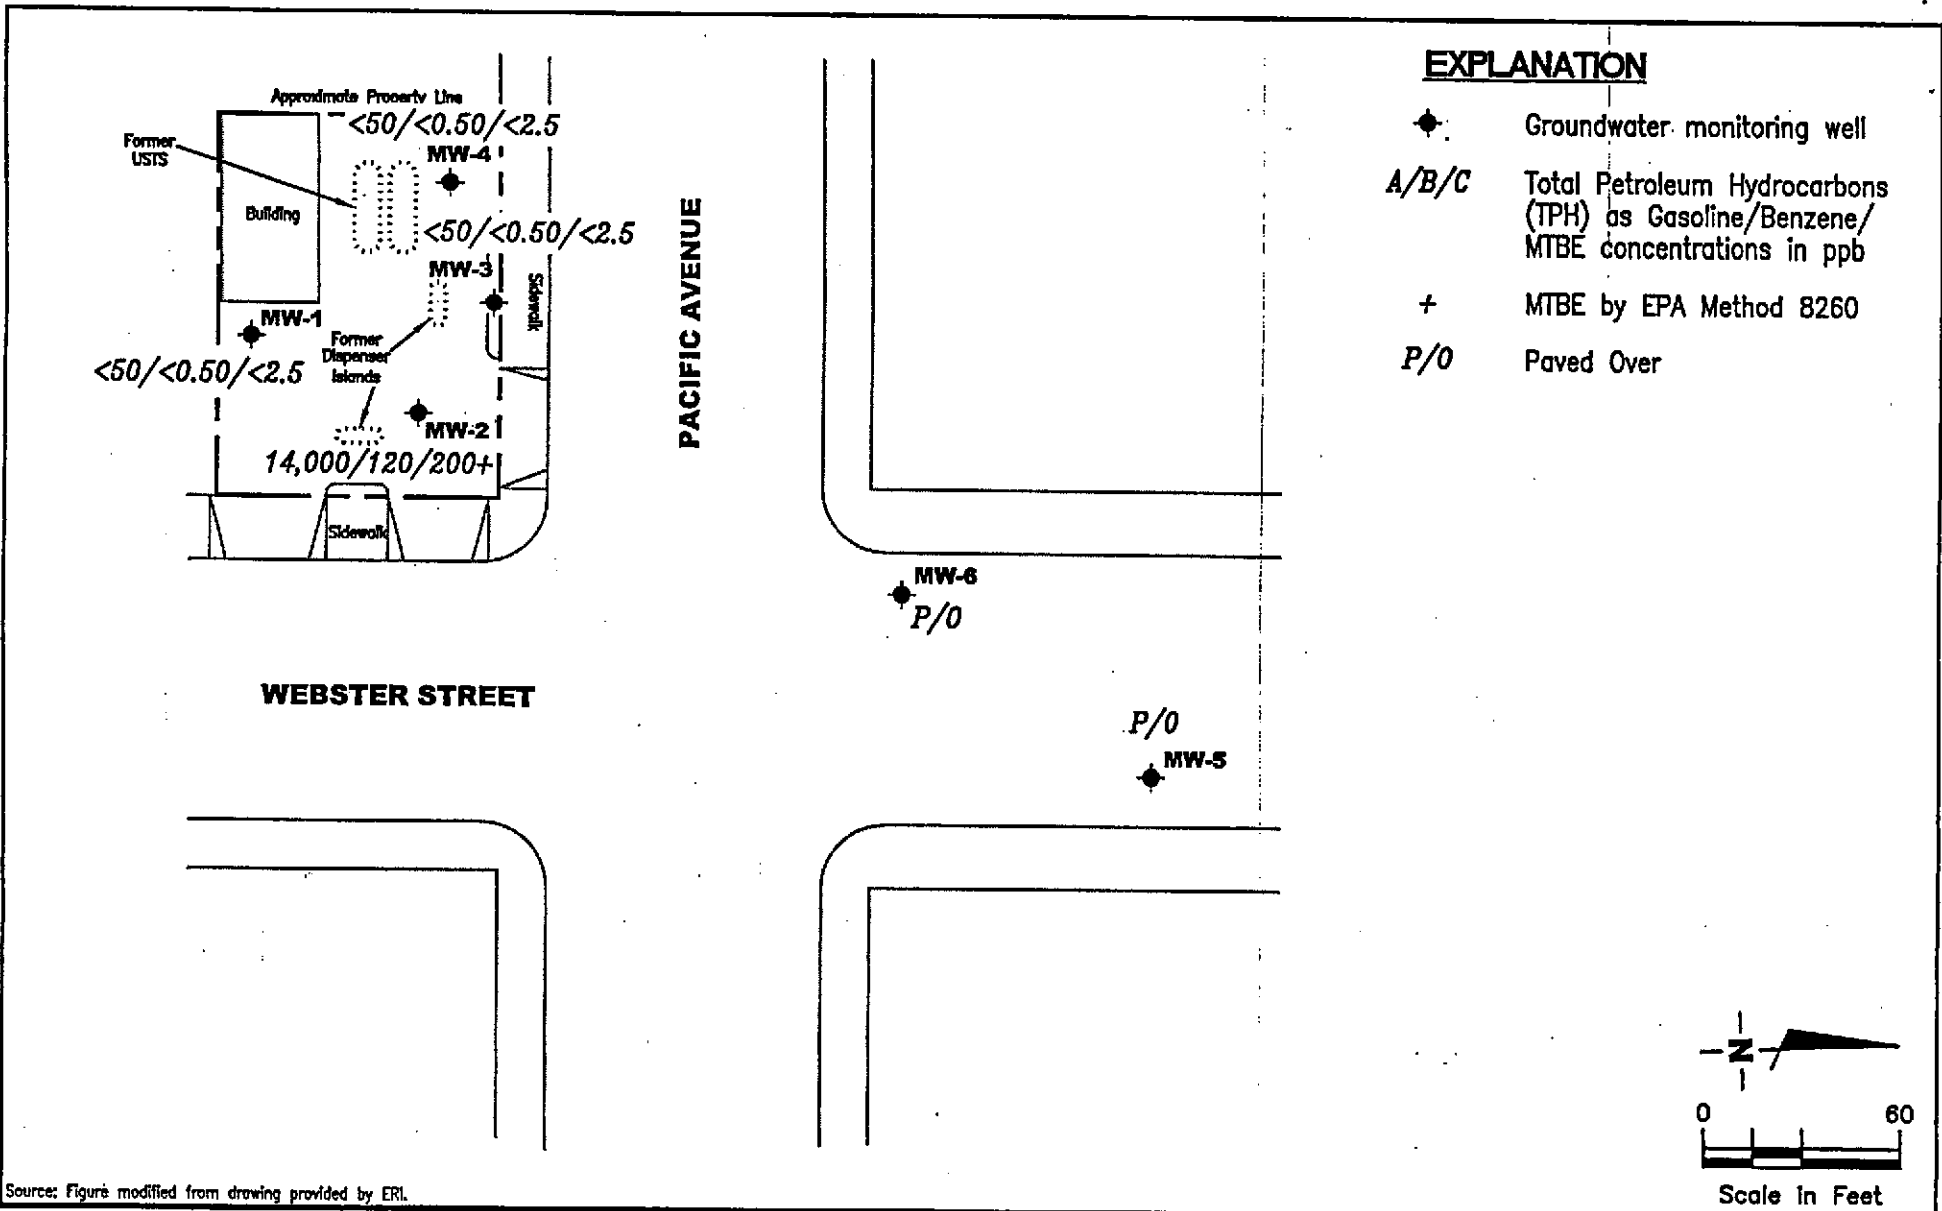 EXPLANATION
Groundwater monitoring well
A/B/C Total Petroleum Hydrocarbons
(TPH) as Gasoline/Benzene/
MTBE concentrations in ppb
+ MTBE by EPA Method 8260
P/O Paved Over
Approximate Property Line
<50/<0.50/<2.5
Former
USTS
MW-4
Building
<50/<0.50/<2.5
MW-3
Sidewalk
MW-1
Former
Dispenser
Islands
<50/<0.50/<2.5
MW-2
14,000/120/200+
Sidewalk
PACIFIC AVENUE
MW-6
P/O
WEBSTER STREET
P/O
MW-5
N
0 60
Scale in Feet
Source: Figure modified from drawing provided by ERI.